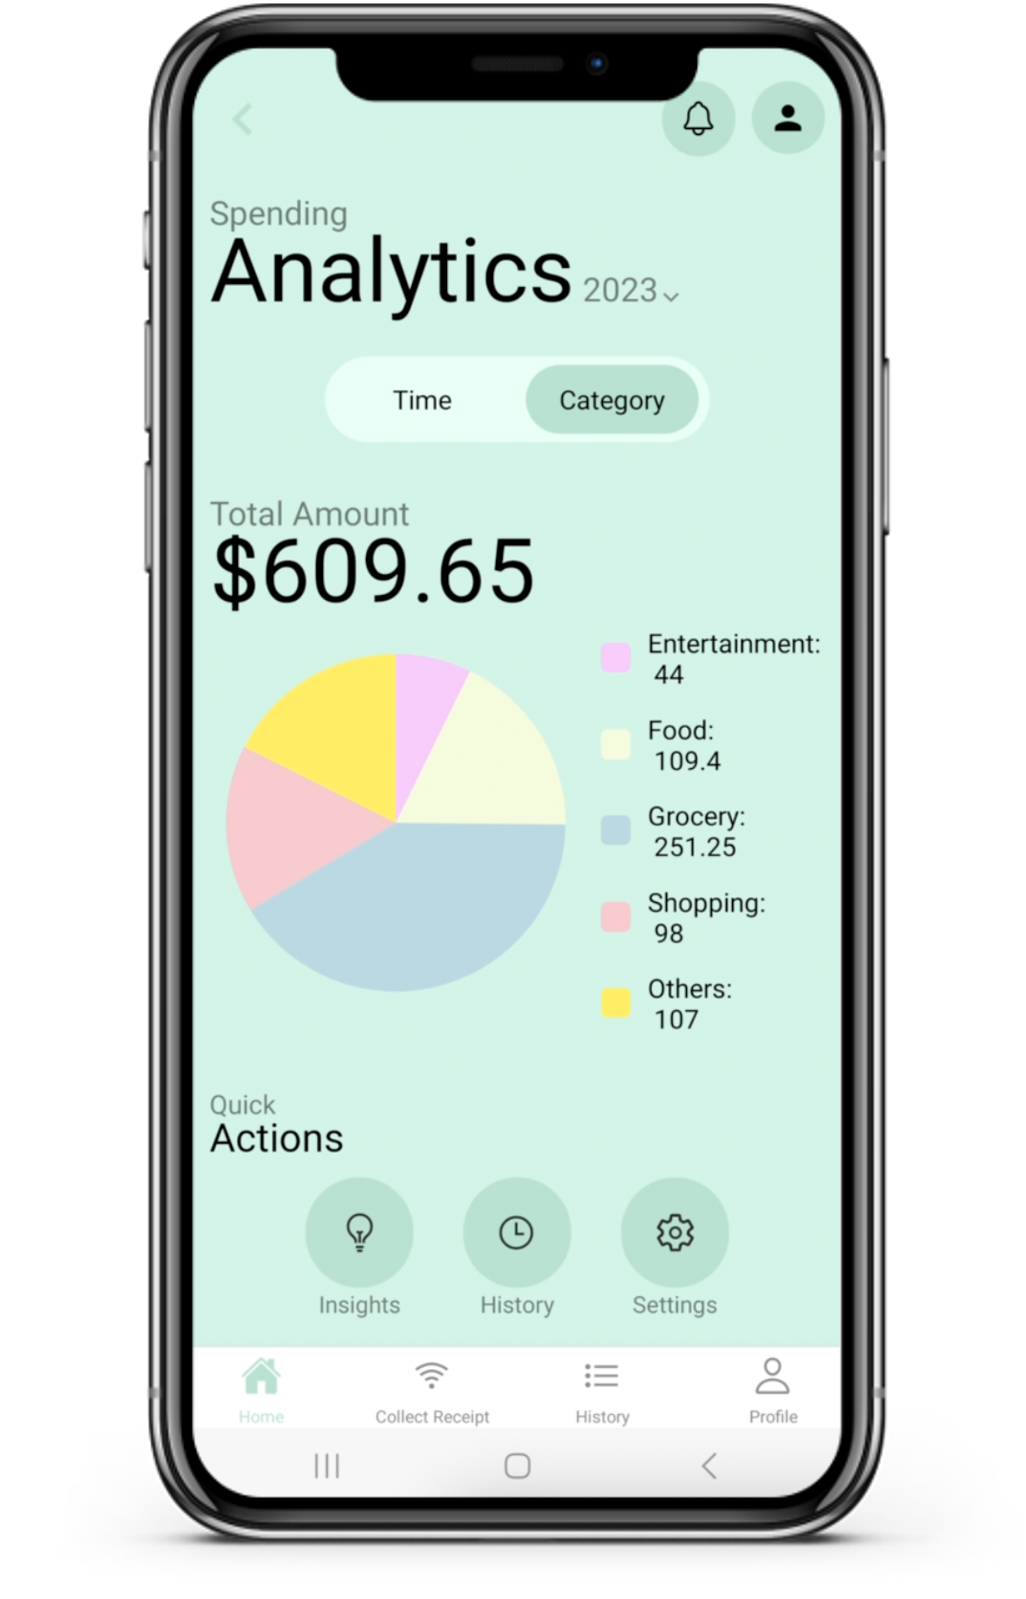 Spending
Analytics 2023
Time Category
Total Amount
$609.65
Entertainment:
44
Food:
109.4
Grocery:
251.25
Shopping:
98
Others:
107
Quick
Actions
Insights History Settings
Home Collect Receipt History Profile